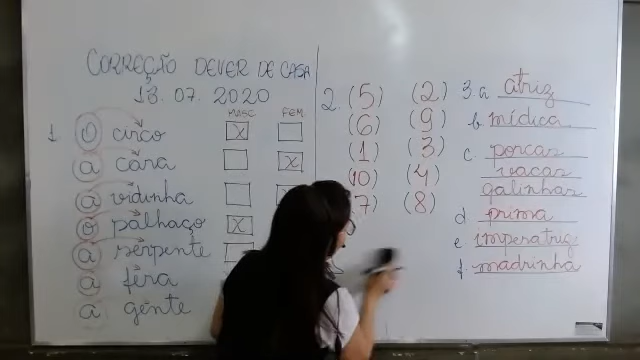 CORREÇÃO DEVER DE CASA
13.07.2020
MASC FEM.
1. o circo X
a cara X
a vidinha
o palhaço X
a serpente
a fera
a gente
2. (5) (2)
(6) (9)
(1) (3)
(10) (4)
(7) (8)
3. a atriz
b médica
c porcas
vacas
galinhas
d prima
e imperatriz
f madrinha